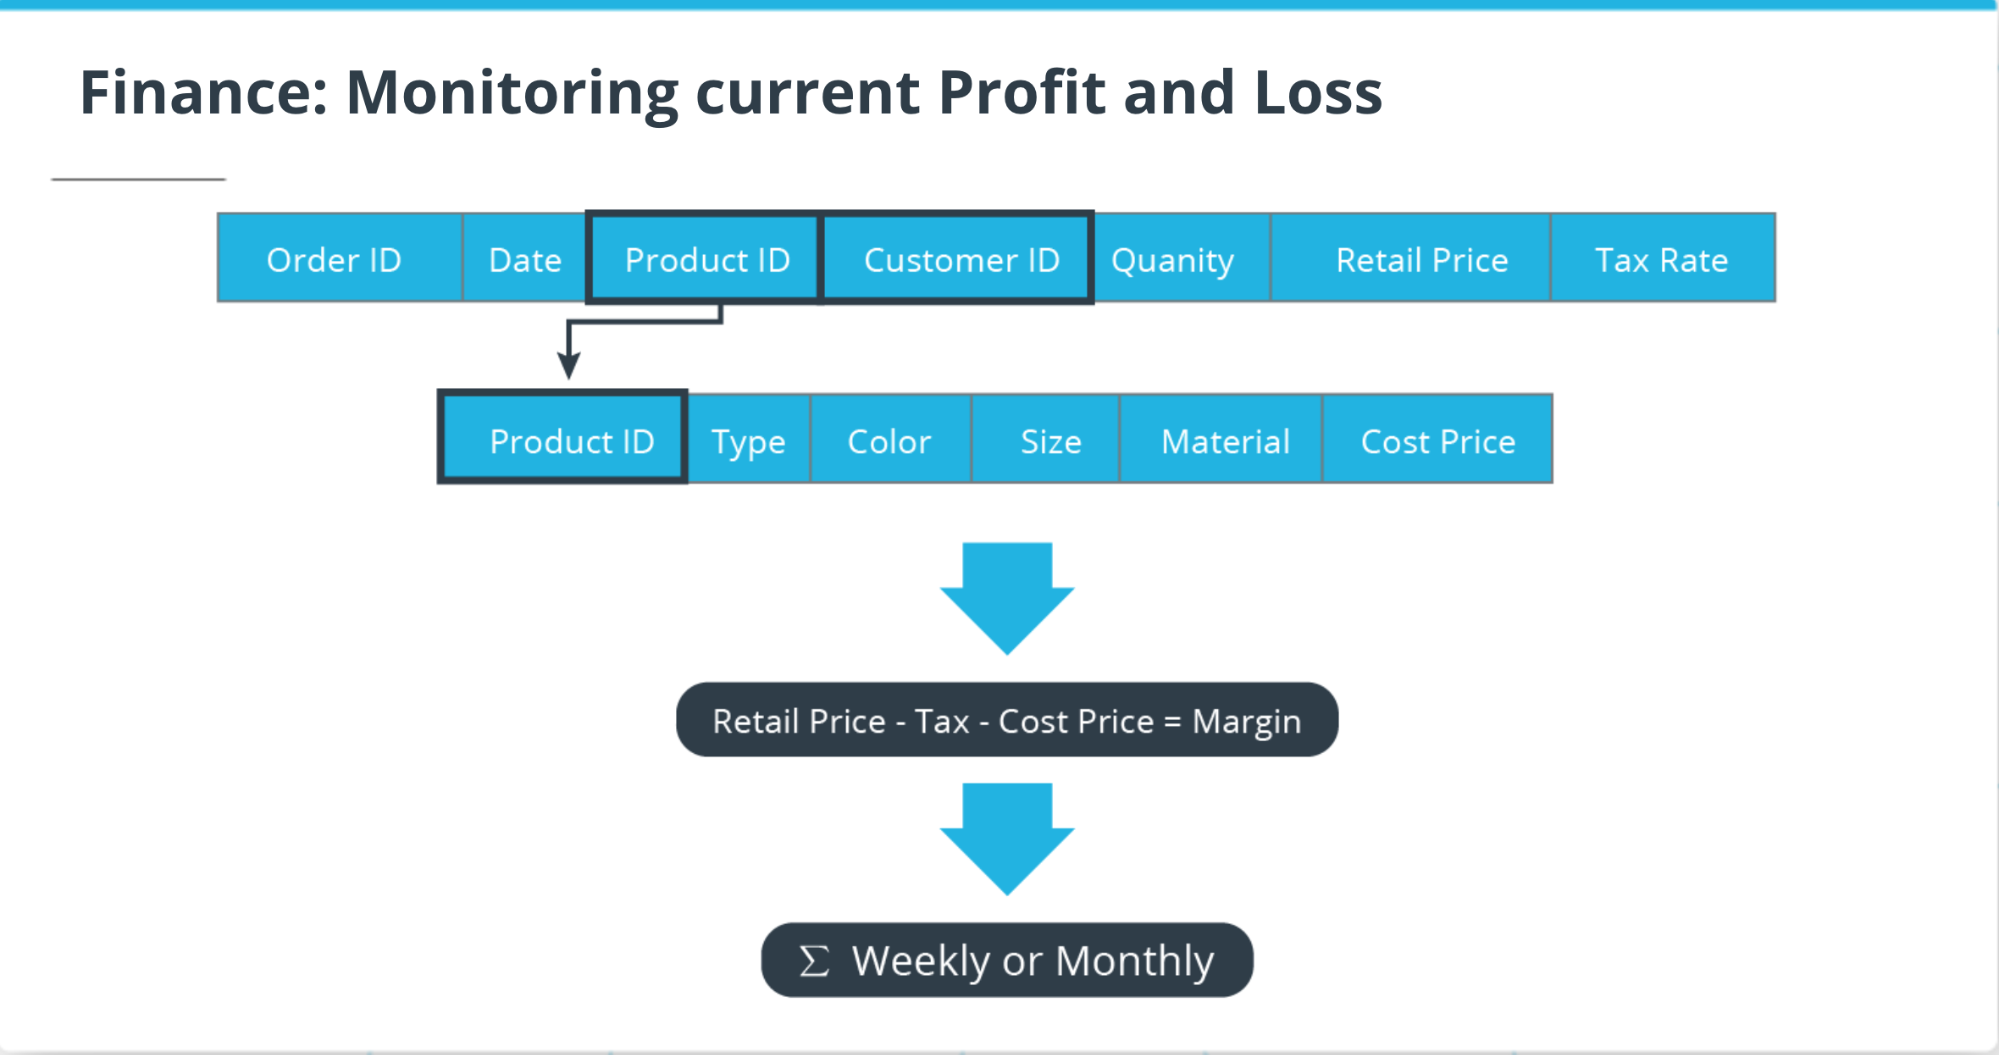 Finance: Monitoring current Profit and Loss
Order ID Date Product ID Customer ID Quanity Retail Price Tax Rate
Product ID Type Color Size Material Cost Price
Retail Price - Tax - Cost Price = Margin
Σ Weekly or Monthly